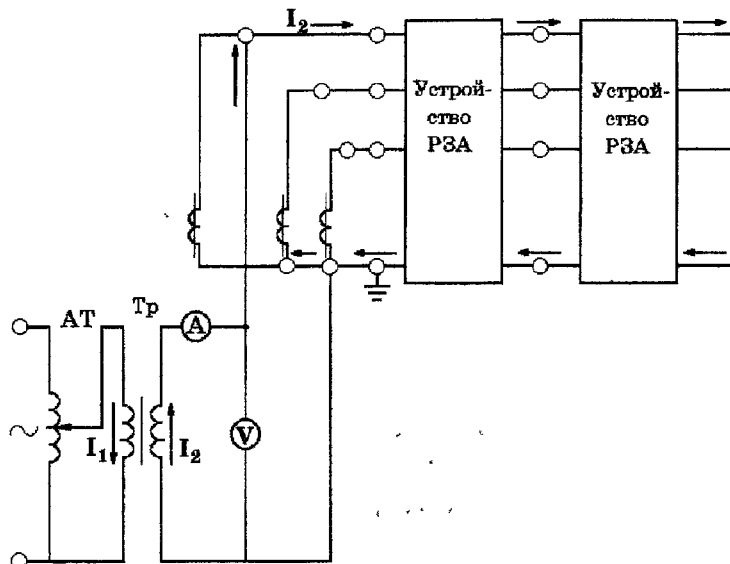 I₂
Устрой-
ство
РЗА
Устрой-
ство
РЗА
АТ
Тр
А
V
I₁
I₂